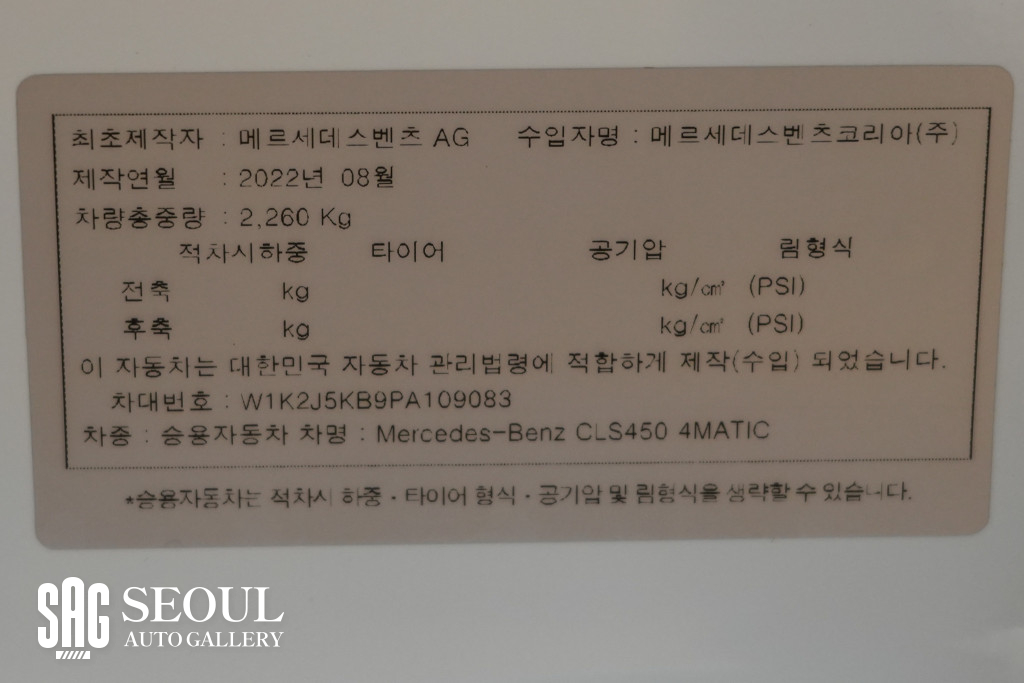 최초제작자 : 메르세데스벤츠 AG 수입자명 : 메르세데스벤츠코리아(주)
제작연월 : 2022년 08월
차량총중량 : 2,260 Kg
적차시하중 타이어 공기압 림형식
전축 kg kg/㎠ (PSI)
후축 kg kg/㎠ (PSI)
이 자동치는 대한민국 자동차 관리법령에 적합하게 제작(수입) 되었습니다.
차대번호 : W1K2J5KB9PA109083
차종 : 승용자동차 차명 : Mercedes-Benz CLS450 4MATIC
*승용자동차는 적차시 하중 · 타이어 형식 · 공기압 및 림형식을 생략할 수 있습니다.
SAG SEOUL
AUTO GALLERY